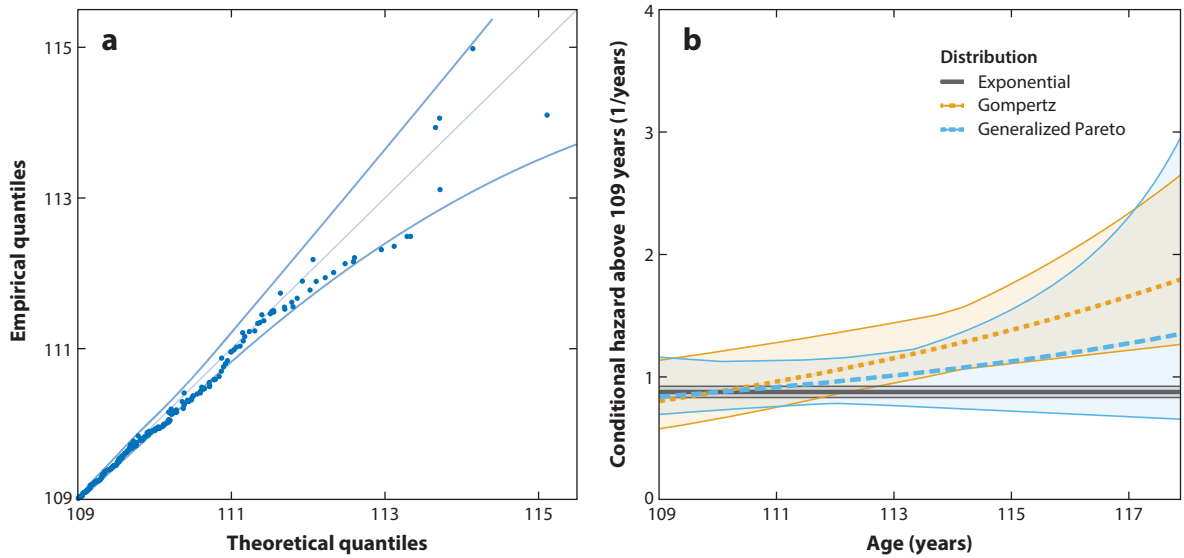 a
Empirical quantiles
115
113
111
109
109
111
113
115
Theoretical quantiles
b
Conditional hazard above 109 years (1/years)
4
3
2
1
0
Distribution
Exponential
Gompertz
Generalized Pareto
109
111
113
115
117
Age (years)